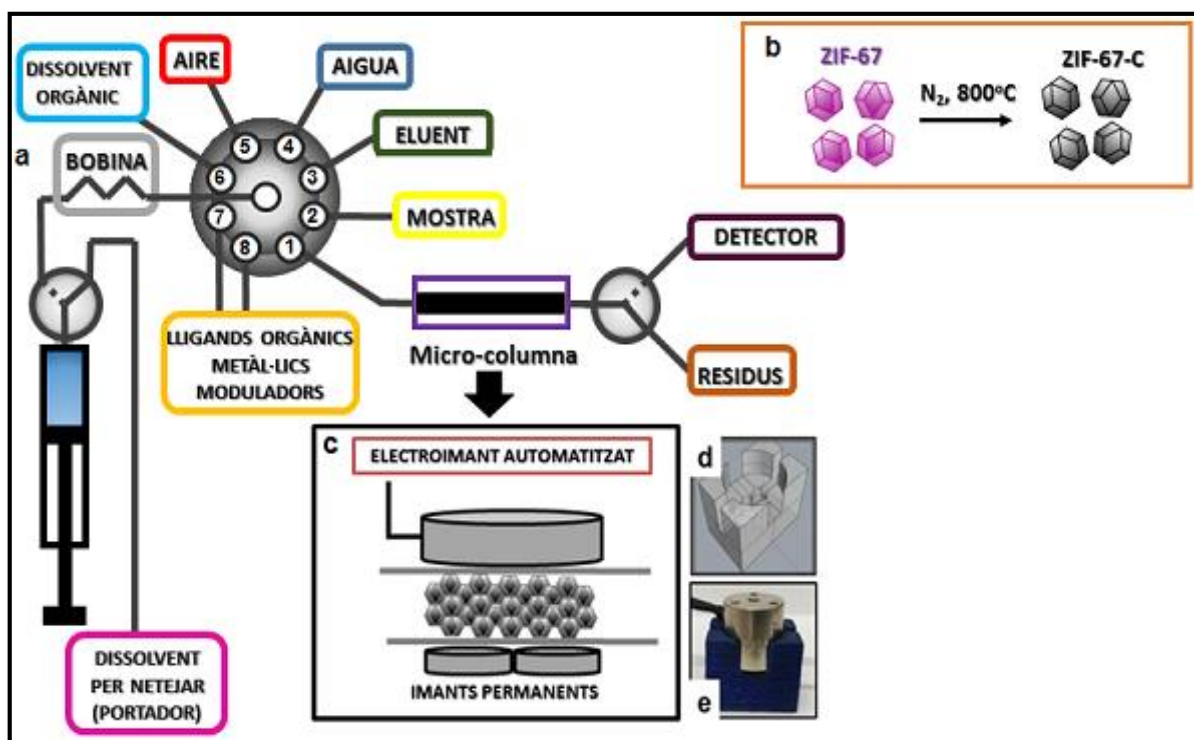 a
DISSOLVENT
ORGÀNIC
AIRE
AIGUA
ELUENT
MOSTRA
BOBINA
5
4
6
3
7
2
8
1
LLIGANDS ORGÀNICS
METÀL-LICS
MODULADORS
DETECTOR
RESIDUS
Micro-columna
DISSOLVENT
PER NETEJAR
(PORTADOR)
b
ZIF-67
N₂, 800ºC
ZIF-67-C
c
ELECTROIMANT AUTOMATITZAT
IMANTS PERMANENTS
d
e